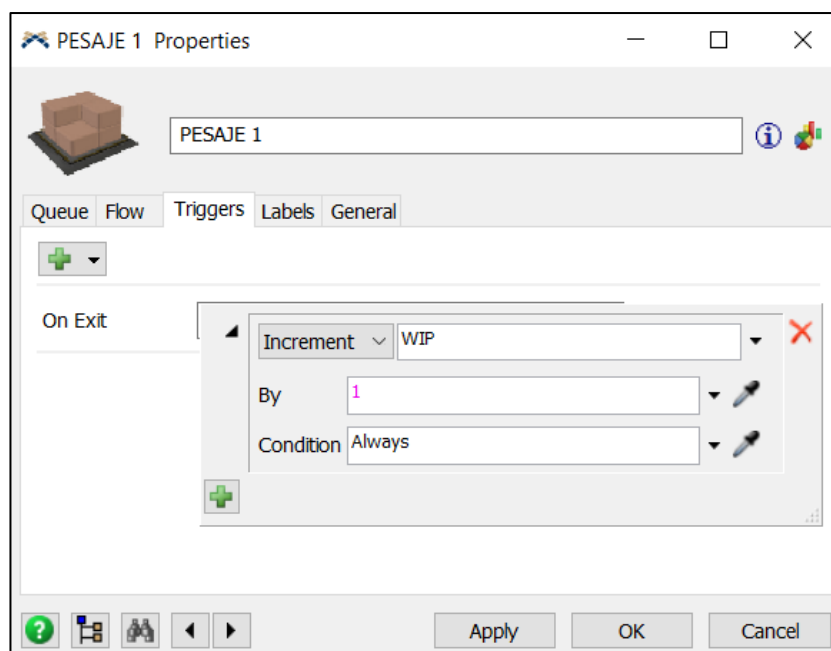 PESAJE 1 Properties
PESAJE 1
Queue Flow Triggers Labels General
On Exit
Increment WIP
By 1
Condition Always
Apply OK Cancel